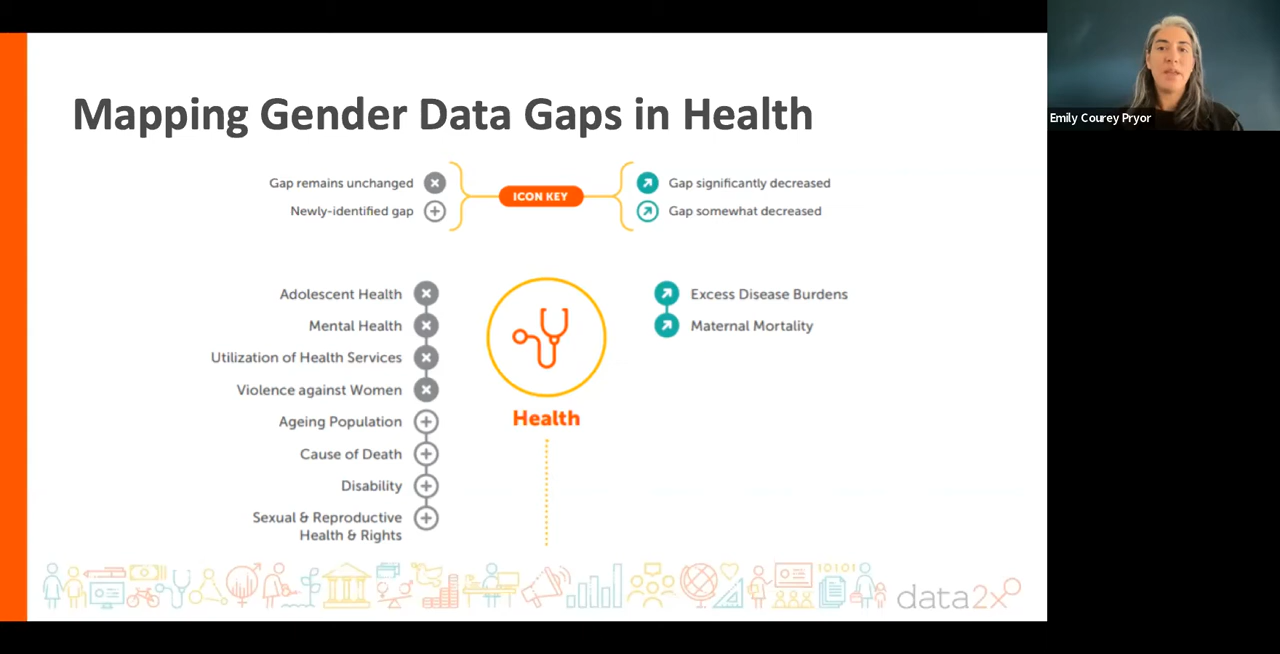 Mapping Gender Data Gaps in Health
Emily Courey Pryor
Gap remains unchanged
Newly-identified gap
ICON KEY
Gap significantly decreased
Gap somewhat decreased
Adolescent Health
Mental Health
Utilization of Health Services
Violence against Women
Ageing Population
Cause of Death
Disability
Sexual & Reproductive
Health & Rights
Health
Excess Disease Burdens
Maternal Mortality
101010
data2x